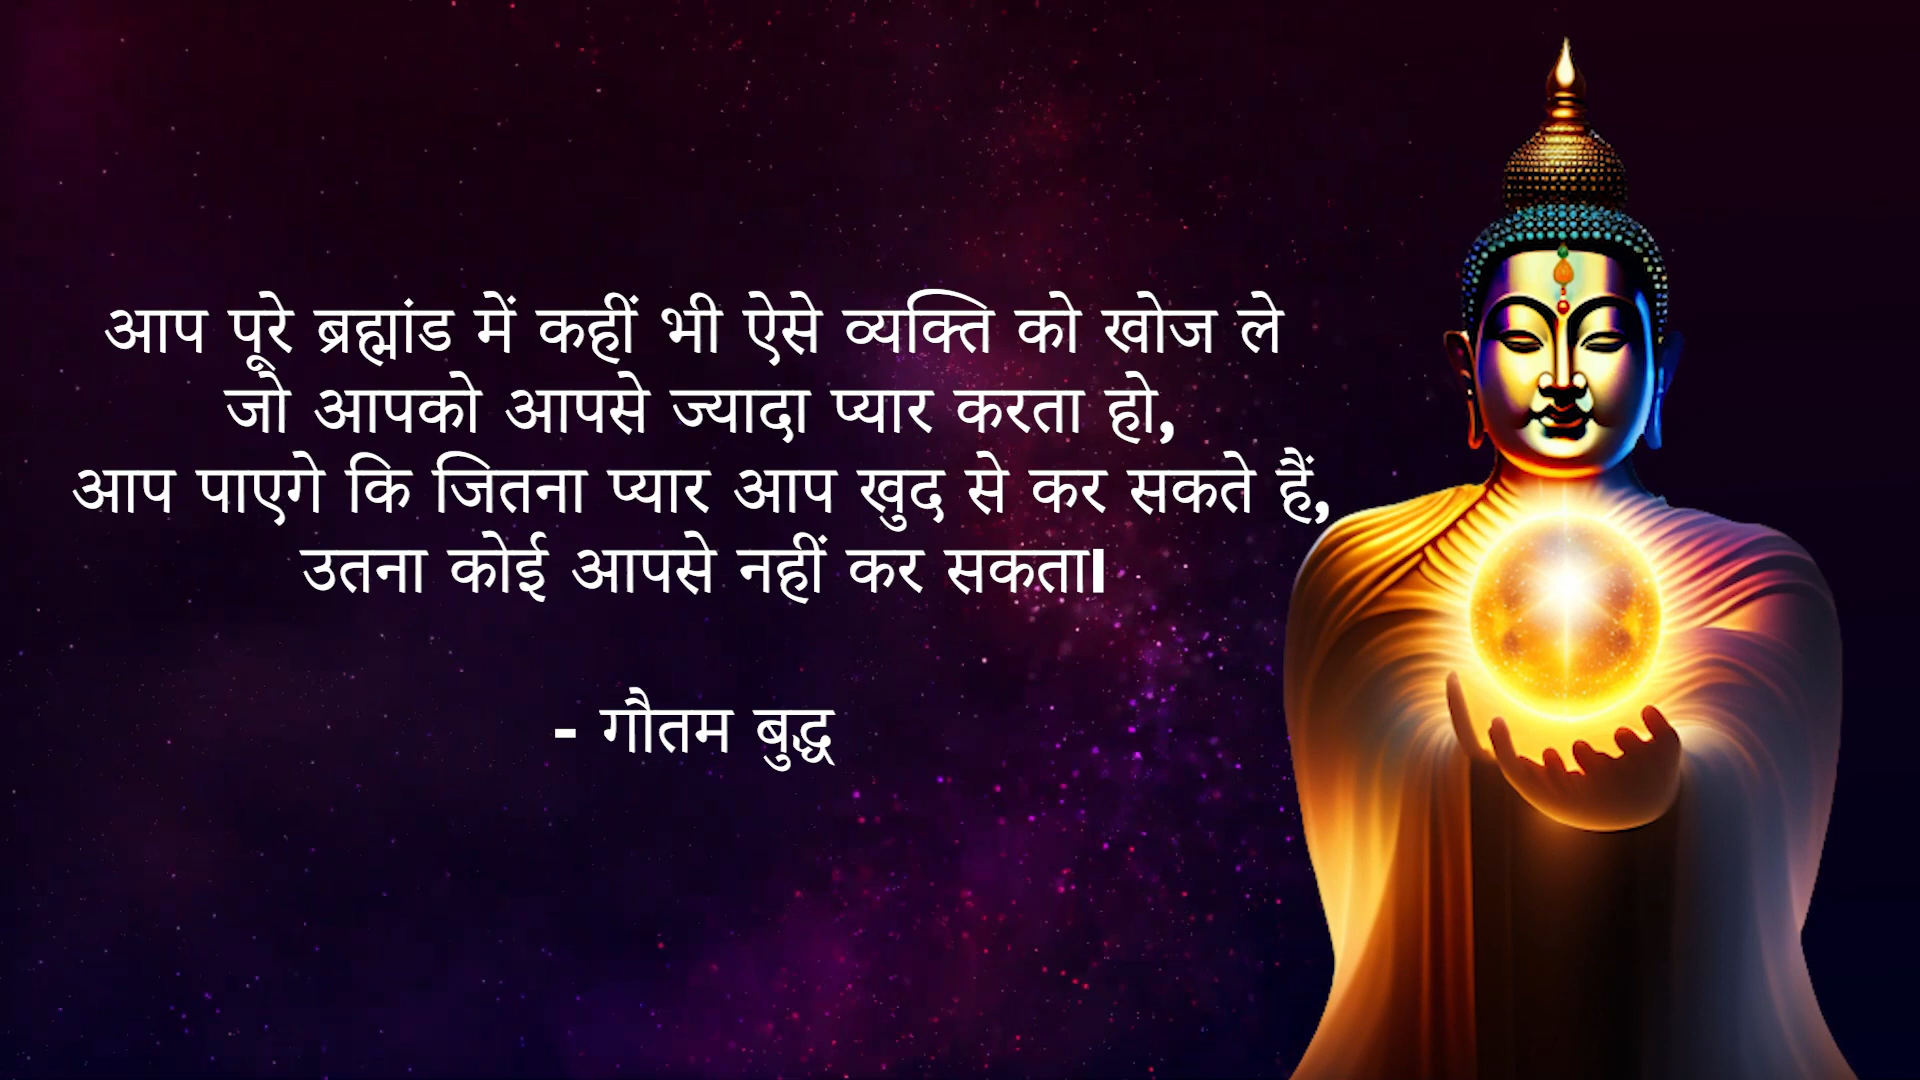 आप पूरे ब्रह्मांड में कहीं भी ऐसे व्यक्ति को खोज ले
जो आपको आपसे ज्यादा प्यार करता हो,
आप पाएगे कि जितना प्यार आप खुद से कर सकते हैं,
उतना कोई आपसे नहीं कर सकता।
- गौतम बुद्ध